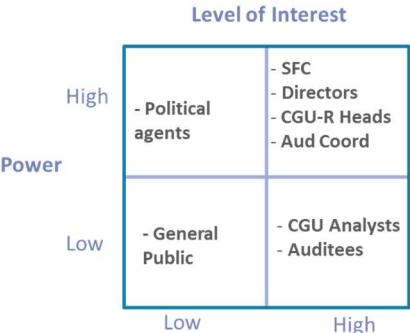 Level of Interest
High
Power
- Political
agents
- SFC
- Directors
- CGU-R Heads
- Aud Coord
Low
- General
Public
- CGU Analysts
- Auditees
Low
High